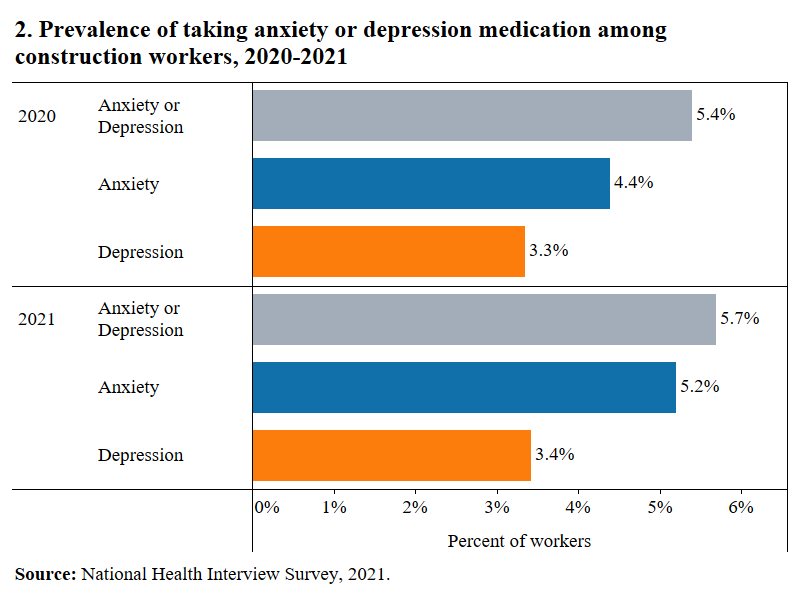 2. Prevalence of taking anxiety or depression medication among
construction workers, 2020-2021
2020
Anxiety or
Depression
5.4%
Anxiety
4.4%
Depression
3.3%
2021
Anxiety or
Depression
5.7%
Anxiety
5.2%
Depression
3.4%
0% 1% 2% 3% 4% 5% 6%
Percent of workers
Source: National Health Interview Survey, 2021.